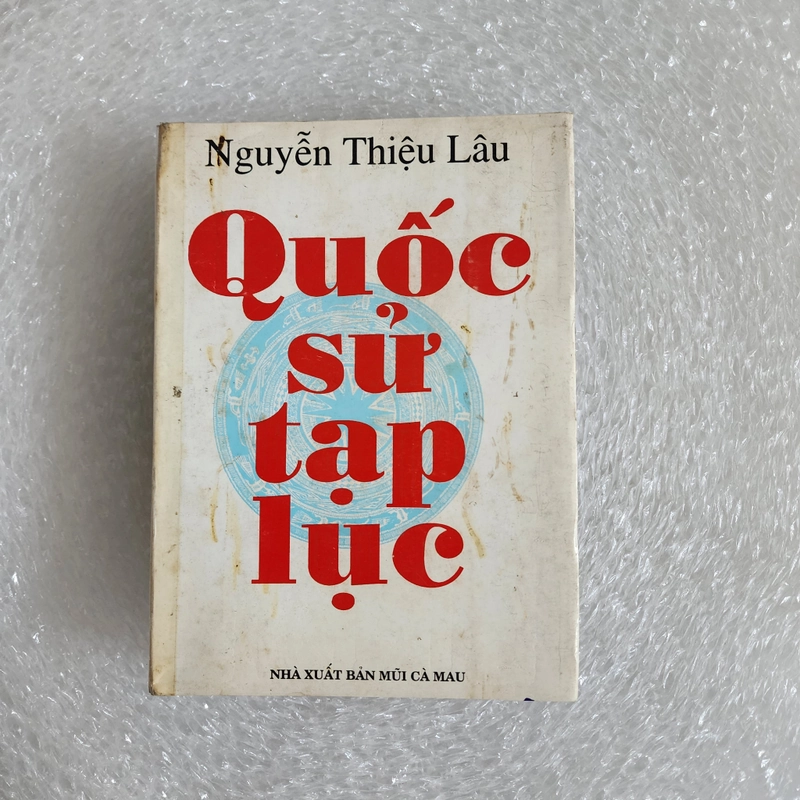 Nguyễn Thiệu Lâu
Quốc
sử
tạp
lục
NHÀ XUẤT BẢN MŨI CÀ MAU